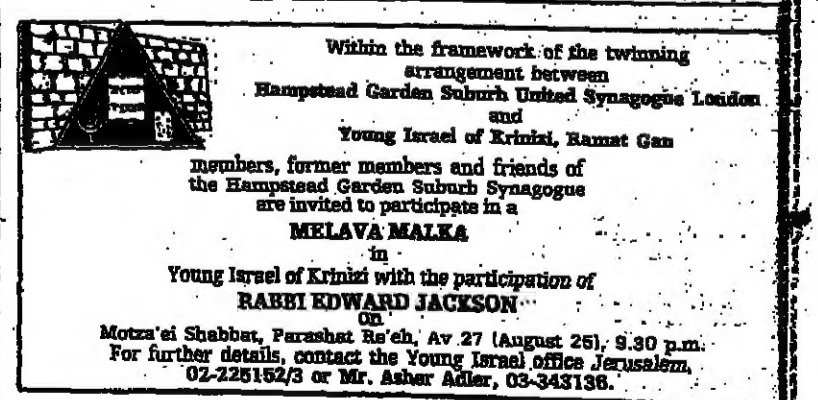 Within the framework of the twinning
arrangement between
Hampstead Garden Suburb United Synagogue London
and
Young Israel of Krinizi, Ramat Gan
members, former members and friends of
the Hampstead Garden Suburb Synagogue
are invited to participate in a
MELAVA MALKA
in
Young Israel of Krinizi with the participation of
RABBI EDWARD JACKSON
on
Motza'ei Shabbat, Parashat Re'eh, Av 27 (August 25), 9.30 p.m.
For further details, contact the Young Israel office Jerusalem,
02-225152/3 or Mr. Asher Adler, 03-343136.